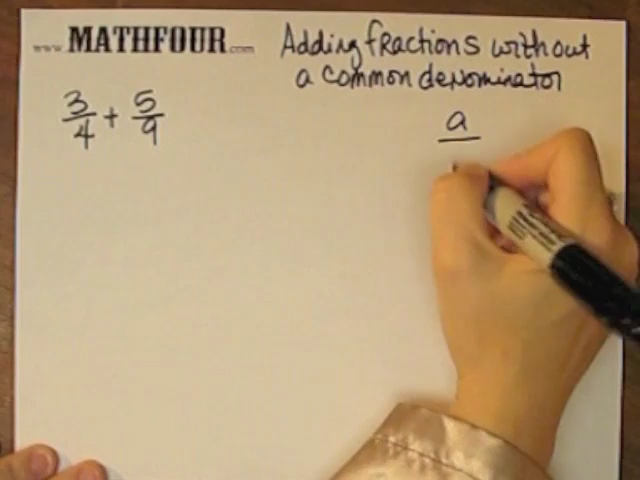 www.MATHFOUR.com
Adding fractions without
a common denominator
3/4 + 5/9
a